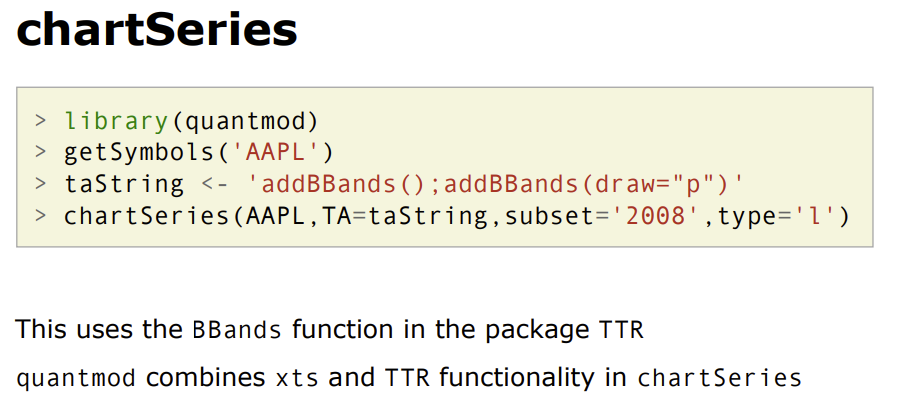 chartSeries
> library(quantmod)
> getSymbols('AAPL')
> taString <- 'addBBands();addBBands(draw="p")'
> chartSeries(AAPL,TA=taString,subset='2008',type='l')
This uses the BBands function in the package TTR
quantmod combines xts and TTR functionality in chartSeries